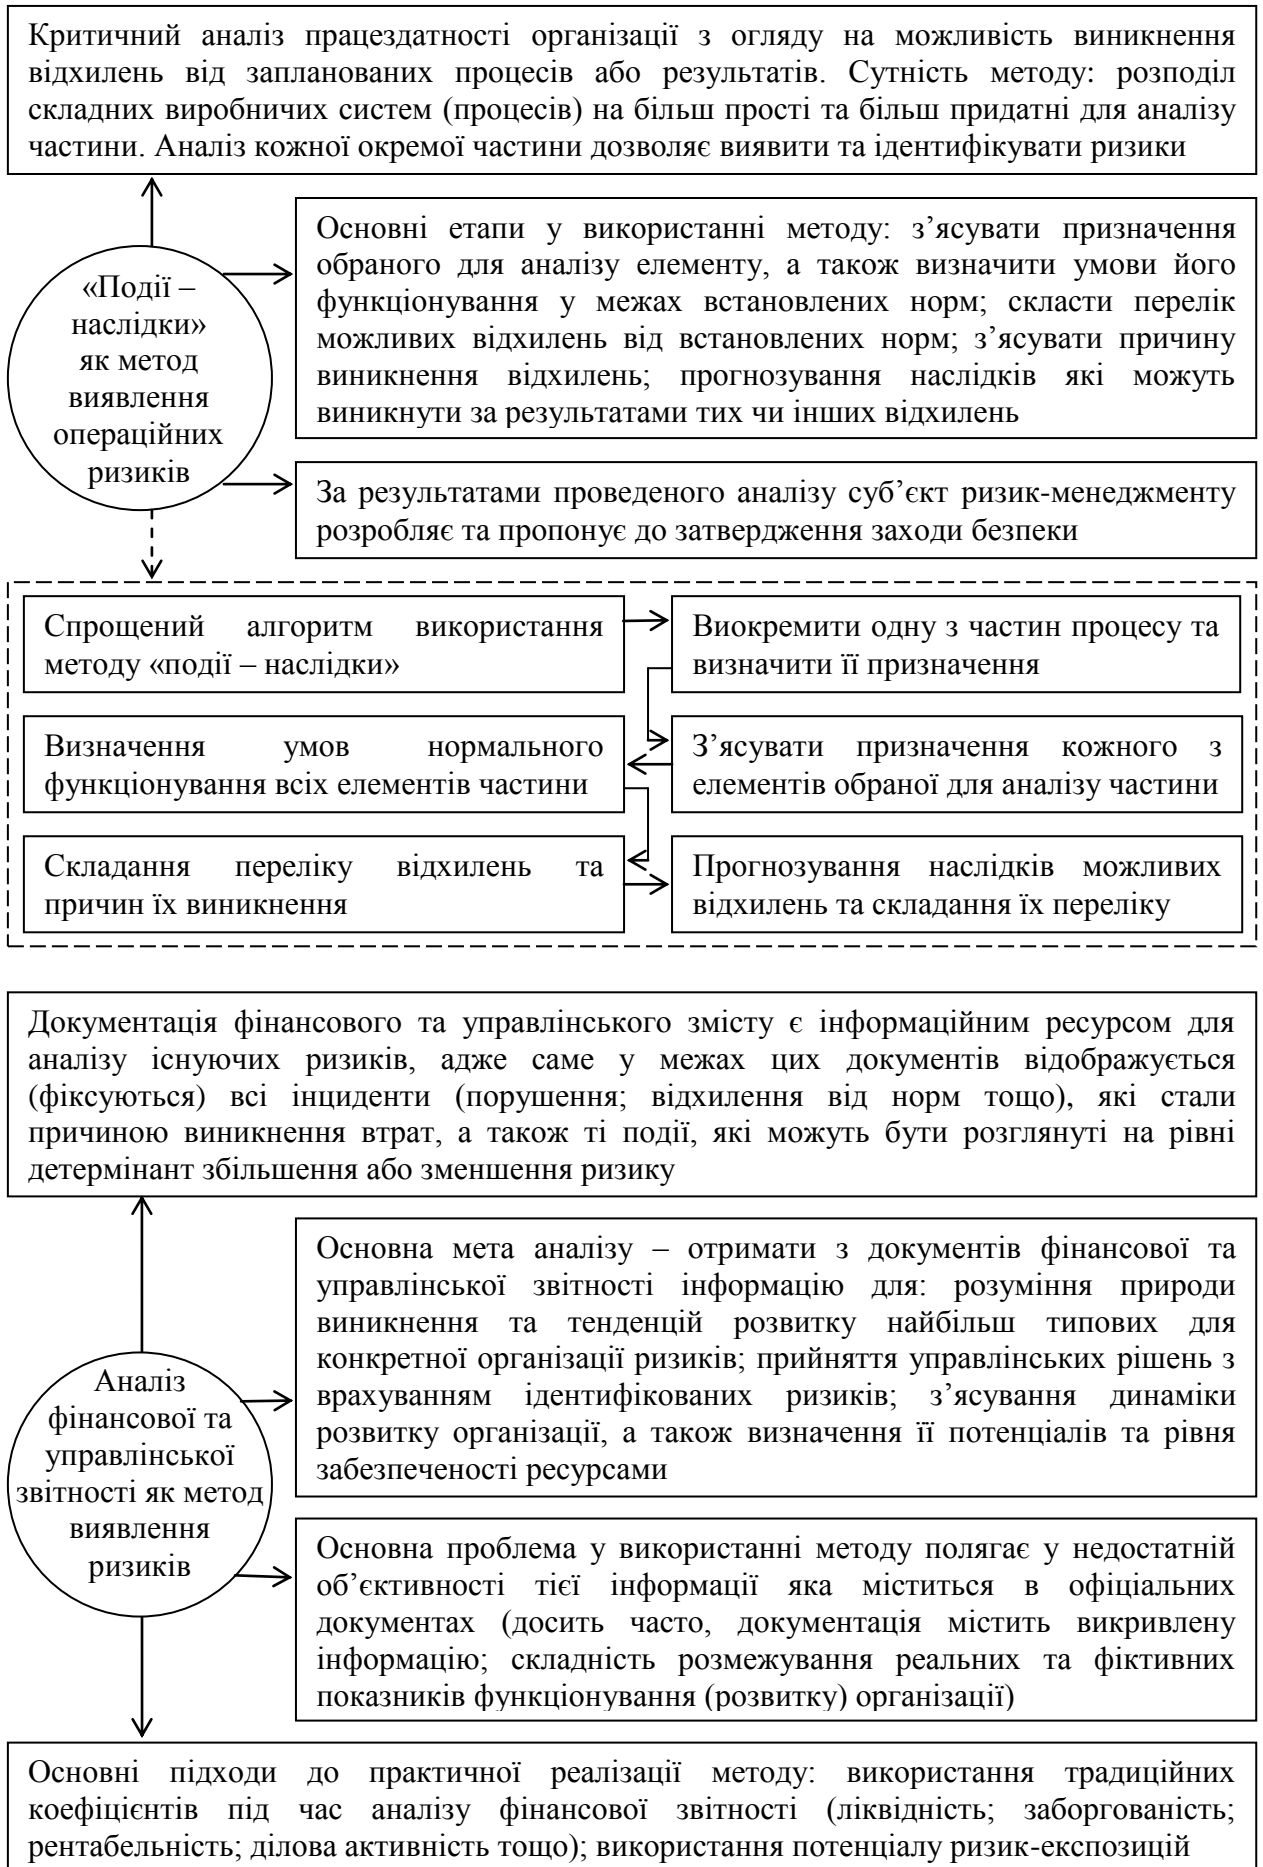 Критичний аналіз працездатності організації з огляду на можливість виникнення
відхилень від запланованих процесів або результатів. Сутність методу: розподіл
складних виробничих систем (процесів) на більш прості та більш придатні для аналізу
частини. Аналіз кожної окремої частини дозволяє виявити та ідентифікувати ризики
«Події –
наслідки»
як метод
виявлення
операційних
ризиків
Основні етапи у використанні методу: з’ясувати призначення
обраного для аналізу елементу, а також визначити умови його
функціонування у межах встановлених норм; скласти перелік
можливих відхилень від встановлених норм; з’ясувати причину
виникнення відхилень; прогнозування наслідків які можуть
виникнути за результатами тих чи інших відхилень
За результатами проведеного аналізу суб’єкт ризик-менеджменту
розробляє та пропонує до затвердження заходи безпеки
Спрощений алгоритм використання
методу «події – наслідки»
Виокремити одну з частин процесу та
визначити її призначення
З’ясувати призначення кожного з
елементів обраної для аналізу частини
Визначення умов нормального
функціонування всіх елементів частини
Складання переліку відхилень та
причин їх виникнення
Прогнозування наслідків можливих
відхилень та складання їх переліку
Документація фінансового та управлінського змісту є інформаційним ресурсом для
аналізу існуючих ризиків, адже саме у межах цих документів відображується
(фіксуються) всі інциденти (порушення; відхилення від норм тощо), які стали
причиною виникнення втрат, а також ті події, які можуть бути розглянуті на рівні
детермінант збільшення або зменшення ризику
Аналіз
фінансової та
управлінської
звітності як метод
виявлення
ризиків
Основна мета аналізу – отримати з документів фінансової та
управлінської звітності інформацію для: розуміння природи
виникнення та тенденцій розвитку найбільш типових для
конкретної організації ризиків; прийняття управлінських рішень з
врахуванням ідентифікованих ризиків; з’ясування динаміки
розвитку організації, а також визначення її потенціалів та рівня
забезпеченості ресурсами
Основна проблема у використанні методу полягає у недостатній
об’єктивності тієї інформації яка міститься в офіціальних
документах (досить часто, документація містить викривлену
інформацію; складність розмежування реальних та фіктивних
показників функціонування (розвитку) організації)
Основні підходи до практичної реалізації методу: використання традиційних
коефіцієнтів під час аналізу фінансової звітності (ліквідність; заборгованість;
рентабельність; ділова активність тощо); використання потенціалу ризик-експозицій